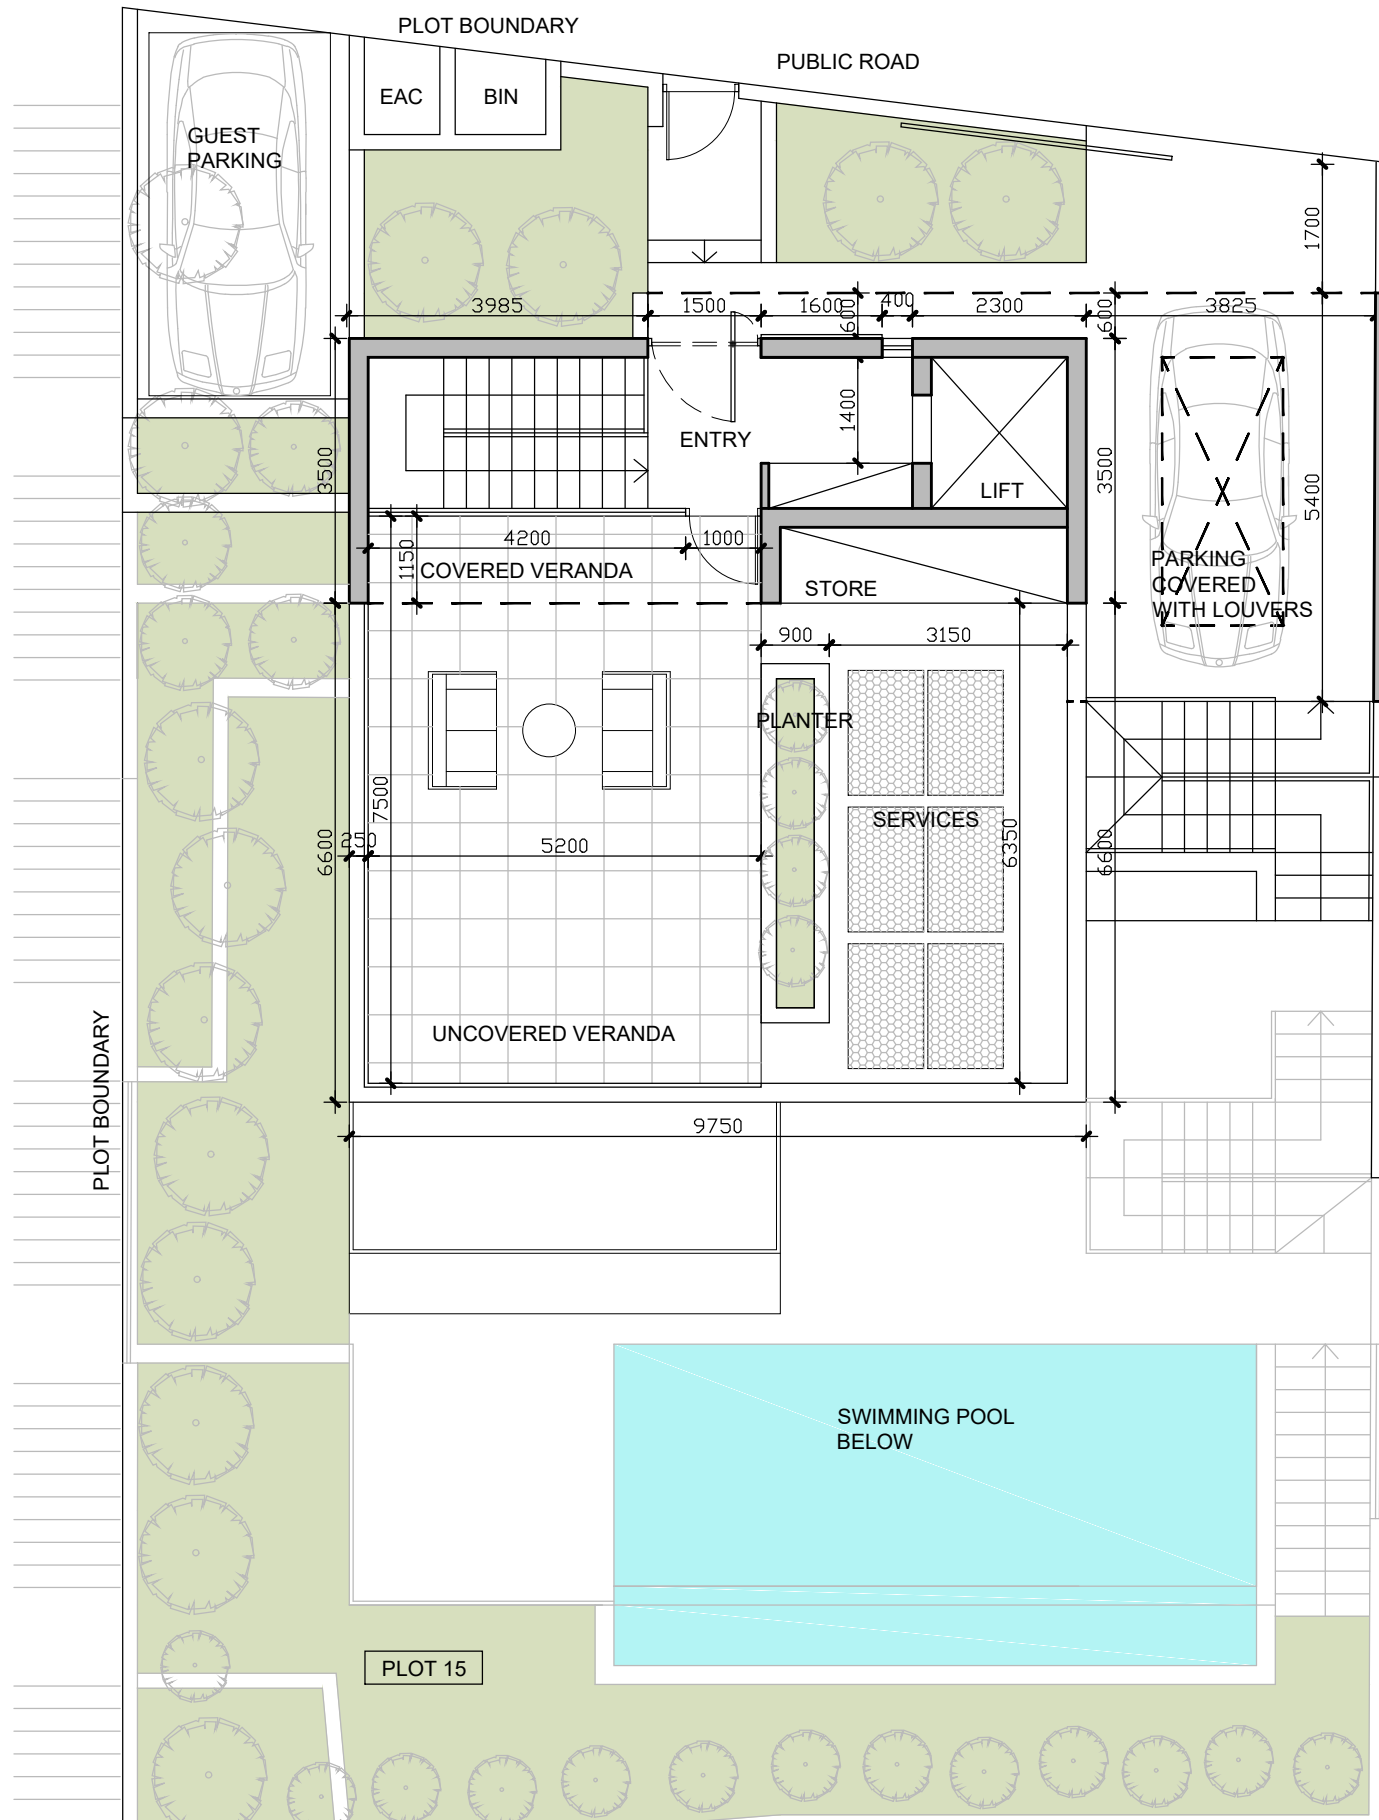 PLOT BOUNDARY
PUBLIC ROAD
EAC
BIN
GUEST
PARKING
1700
3985
1500
1600
600
400
2300
600
3825
1400
ENTRY
3500
LIFT
3500
5400
4200
1000
1150
COVERED VERANDA
STORE
PARKING
COVERED
WITH LOUVERS
900
3150
PLANTER
7500
SERVICES
6600
250
5200
6350
6600
UNCOVERED VERANDA
PLOT BOUNDARY
9750
SWIMMING POOL
BELOW
PLOT 15